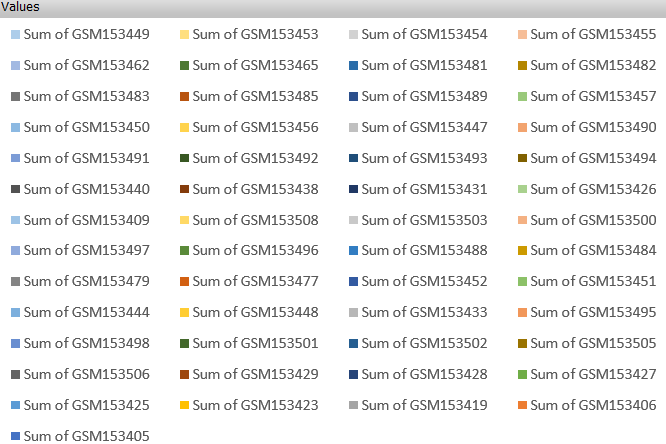 Values
Sum of GSM153449 Sum of GSM153453 Sum of GSM153454 Sum of GSM153455
Sum of GSM153462 Sum of GSM153465 Sum of GSM153481 Sum of GSM153482
Sum of GSM153483 Sum of GSM153485 Sum of GSM153489 Sum of GSM153457
Sum of GSM153450 Sum of GSM153456 Sum of GSM153447 Sum of GSM153490
Sum of GSM153491 Sum of GSM153492 Sum of GSM153493 Sum of GSM153494
Sum of GSM153440 Sum of GSM153438 Sum of GSM153431 Sum of GSM153426
Sum of GSM153409 Sum of GSM153508 Sum of GSM153503 Sum of GSM153500
Sum of GSM153497 Sum of GSM153496 Sum of GSM153488 Sum of GSM153484
Sum of GSM153479 Sum of GSM153477 Sum of GSM153452 Sum of GSM153451
Sum of GSM153444 Sum of GSM153448 Sum of GSM153433 Sum of GSM153495
Sum of GSM153498 Sum of GSM153501 Sum of GSM153502 Sum of GSM153505
Sum of GSM153506 Sum of GSM153429 Sum of GSM153428 Sum of GSM153427
Sum of GSM153425 Sum of GSM153423 Sum of GSM153419 Sum of GSM153406
Sum of GSM153405